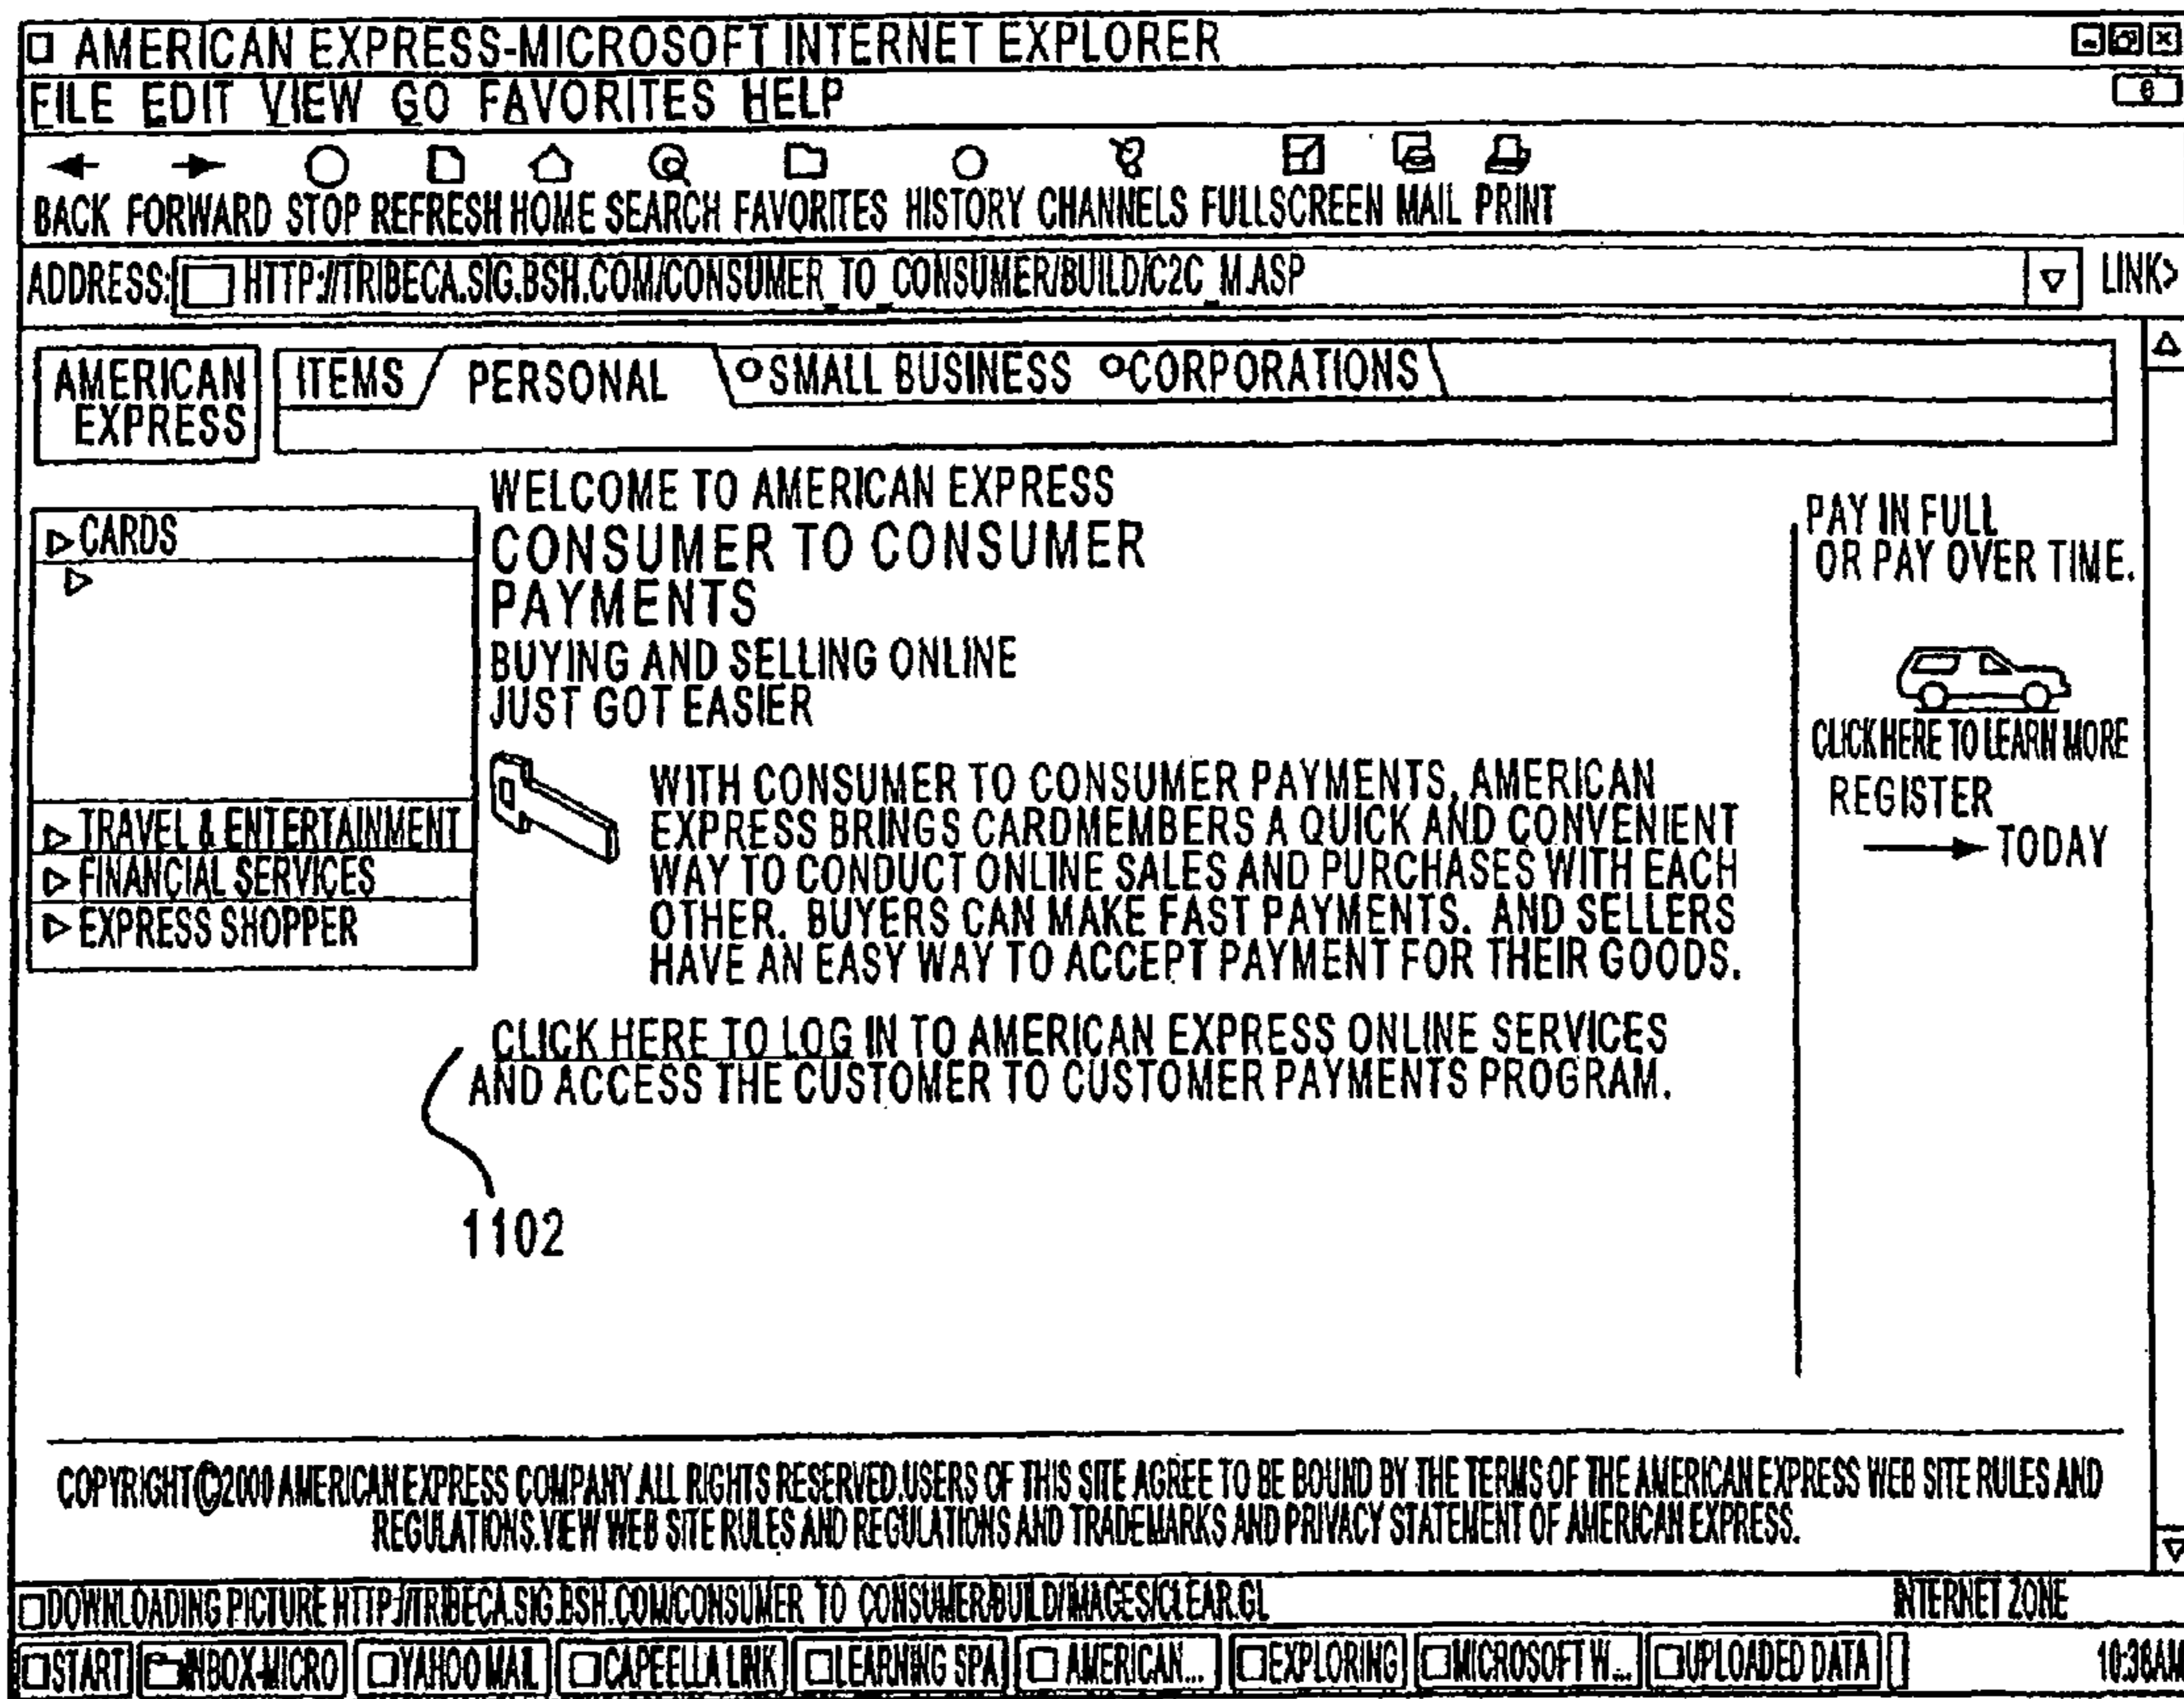 AMERICAN EXPRESS-MICROSOFT INTERNET EXPLORER
FILE EDIT VIEW GO FAVORITES HELP
BACK FORWARD STOP REFRESH HOME SEARCH FAVORITES HISTORY CHANNELS FULLSCREEN MAIL PRINT
ADDRESS: HTTP://TRIBECA.SIG.BSH.COM/CONSUMER_TO_CONSUMER/BUILD/C2C_M.ASP LINK>
AMERICAN
EXPRESS
ITEMS PERSONAL SMALL BUSINESS CORPORATIONS
CARDS
TRAVEL & ENTERTAINMENT
FINANCIAL SERVICES
EXPRESS SHOPPER
WELCOME TO AMERICAN EXPRESS
CONSUMER TO CONSUMER
PAYMENTS
BUYING AND SELLING ONLINE
JUST GOT EASIER
WITH CONSUMER TO CONSUMER PAYMENTS, AMERICAN
EXPRESS BRINGS CARDMEMBERS A QUICK AND CONVENIENT
WAY TO CONDUCT ONLINE SALES AND PURCHASES WITH EACH
OTHER. BUYERS CAN MAKE FAST PAYMENTS. AND SELLERS
HAVE AN EASY WAY TO ACCEPT PAYMENT FOR THEIR GOODS.
CLICK HERE TO LOG IN TO AMERICAN EXPRESS ONLINE SERVICES
AND ACCESS THE CUSTOMER TO CUSTOMER PAYMENTS PROGRAM.
1102
PAY IN FULL
OR PAY OVER TIME.
CLICK HERE TO LEARN MORE
REGISTER
TODAY
COPYRIGHT©2000 AMERICAN EXPRESS COMPANY.ALL RIGHTS RESERVED.USERS OF THIS SITE AGREE TO BE BOUND BY THE TERMS OF THE AMERICAN EXPRESS WEB SITE RULES AND
REGULATIONS.VIEW WEB SITE RULES AND REGULATIONS AND TRADEMARKS AND PRIVACY STATEMENT OF AMERICAN EXPRESS.
DOWNLOADING PICTURE HTTP://TRIBECA.SIG.BSH.COM/CONSUMER_TO_CONSUMER/BUILD/IMAGES/CLEAR.GL INTERNET ZONE
START INBOX-MICRO YAHOO MAIL CAPEELLA LINK LEARNING SPA AMERICAN... EXPLORING MICROSOFT W... UPLOADED DATA 10:36AM